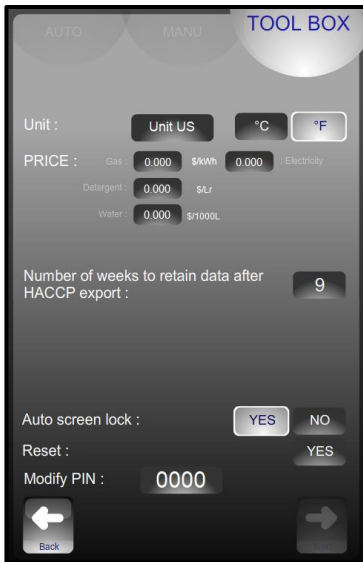 AUTO MANU TOOL BOX
Unit : Unit US °C °F
PRICE : Gas : 0.000 $/kWh 0.000 : Electricity
Detergent : 0.000 $/Lr
Water : 0.000 $/1000L
Number of weeks to retain data after
HACCP export : 9
Auto screen lock : YES NO
Reset : YES
Modify PIN : 0000
Back